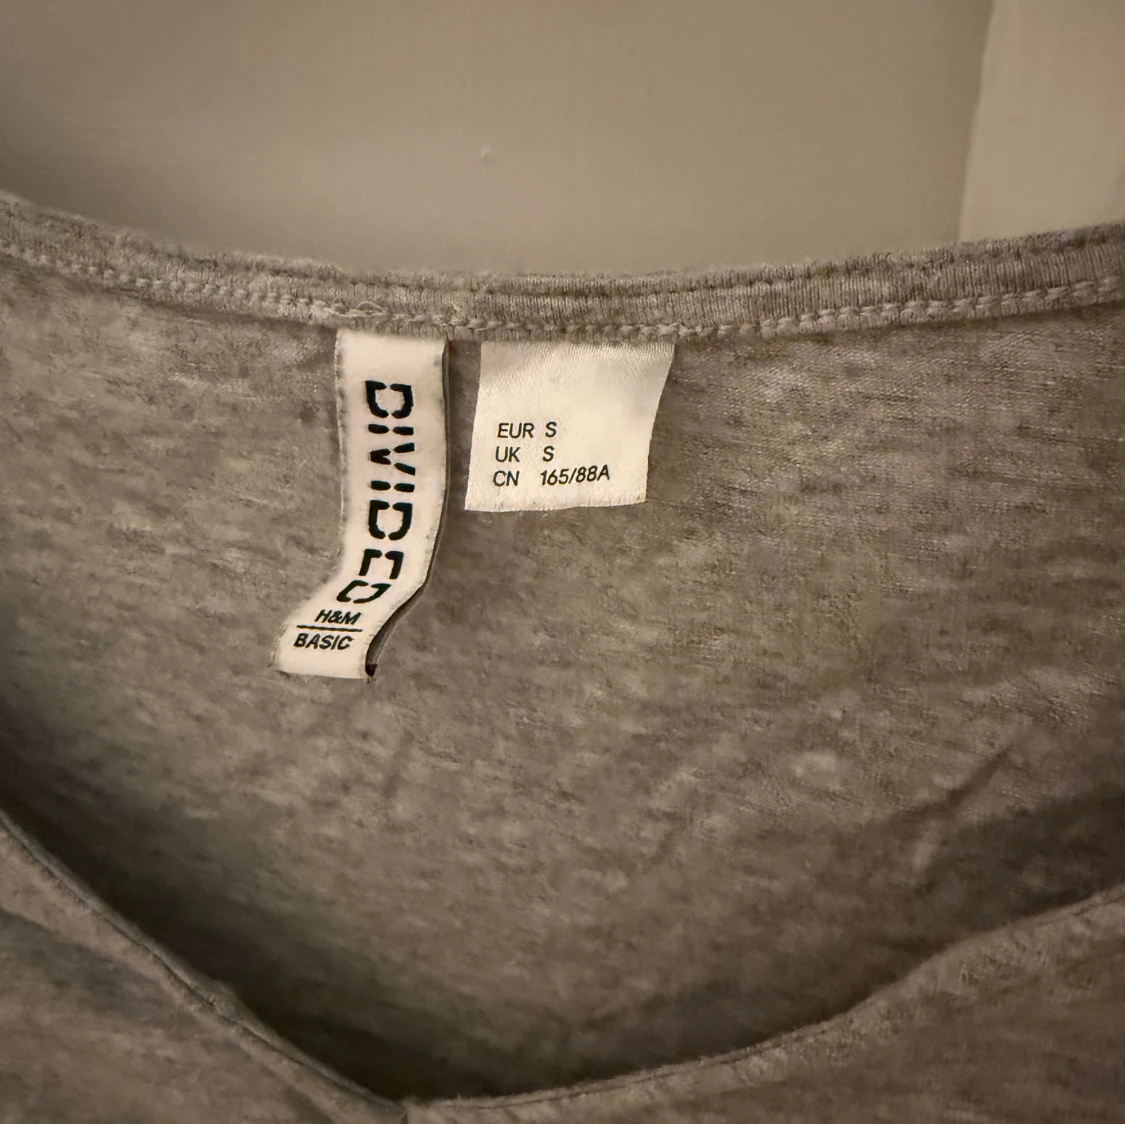 DIVIDED
H&M
BASIC
EUR S
UK S
CN 165/88A